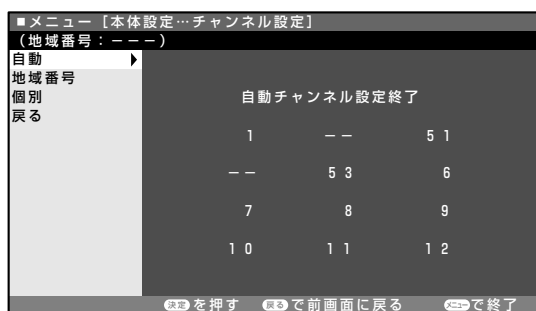 ■メニュー [本体設定…チャンネル設定]
(地域番号:ーーー)
自動
地域番号
個別
戻る
自動チャンネル設定終了
1 －－ 51
－－ 53 6
7 8 9
10 11 12
決定を押す 戻るで前画面に戻る メニューで終了